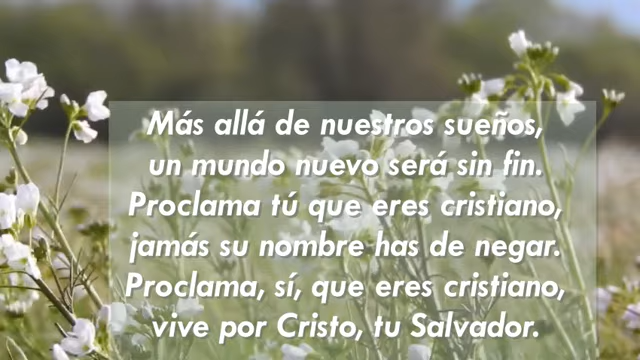 Más allá de nuestros sueños,
un mundo nuevo será sin fin.
Proclama tú que eres cristiano,
jamás su nombre has de negar.
Proclama, sí, que eres cristiano,
vive por Cristo, tu Salvador.